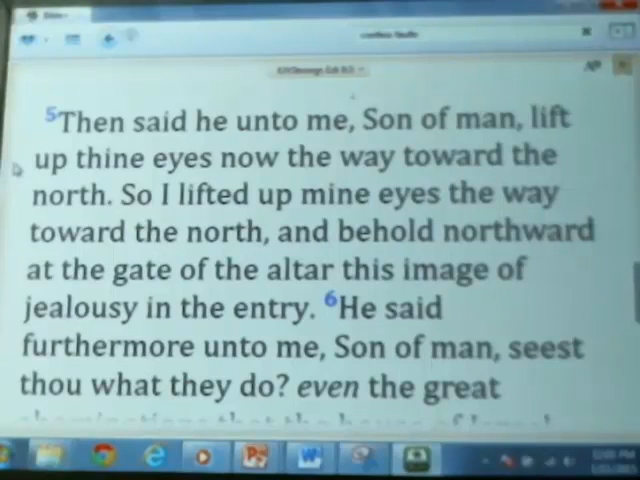 5Then said he unto me, Son of man, lift
up thine eyes now the way toward the
north. So I lifted up mine eyes the way
toward the north, and behold northward
at the gate of the altar this image of
jealousy in the entry. 6He said
furthermore unto me, Son of man, seest
thou what they do? even the great